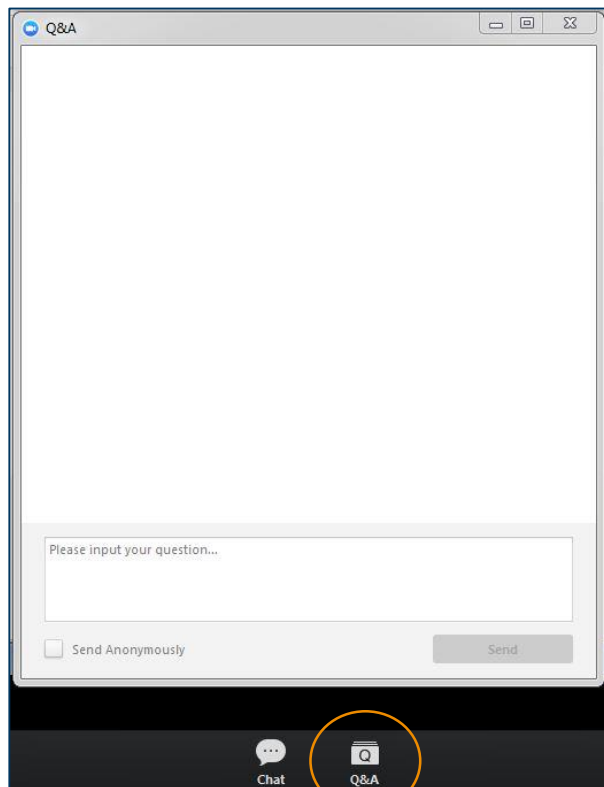 Q&A
Please input your question...
Send Anonymously
Send
Q
Chat
Q&A